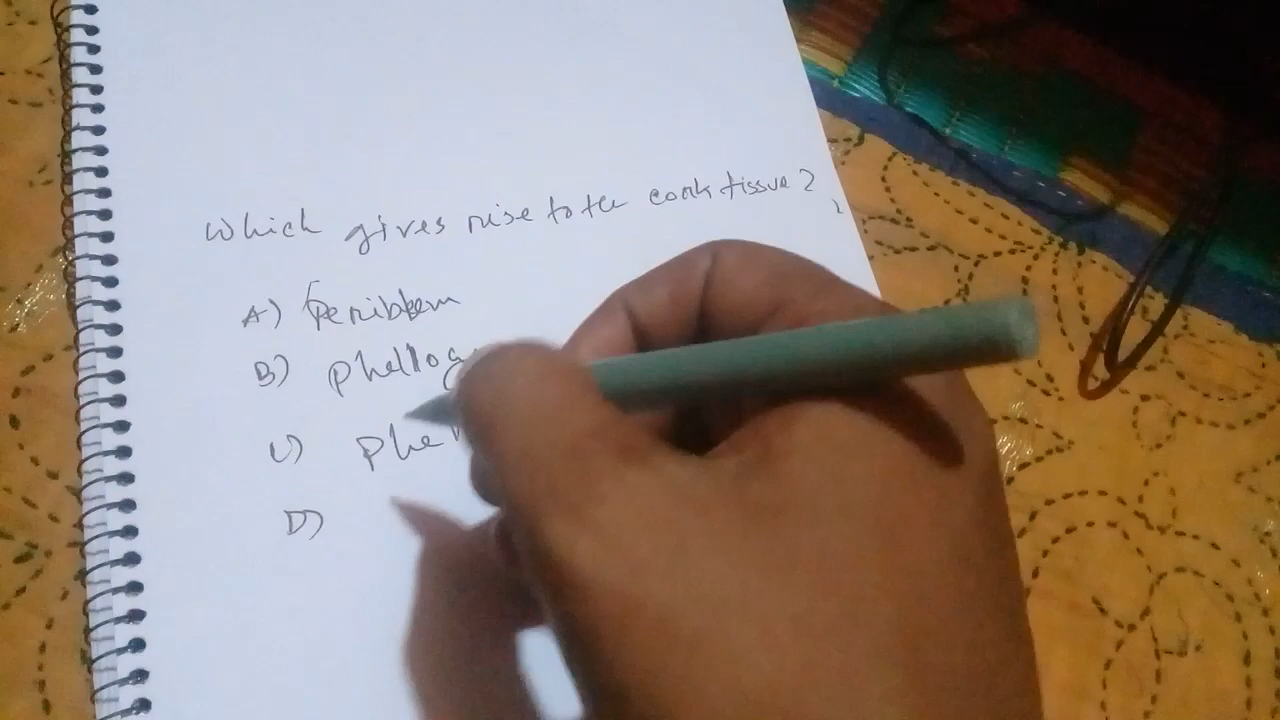 Which gives rise to the cork tissue?
A) Periblem
B) phellog
C) phe
D)